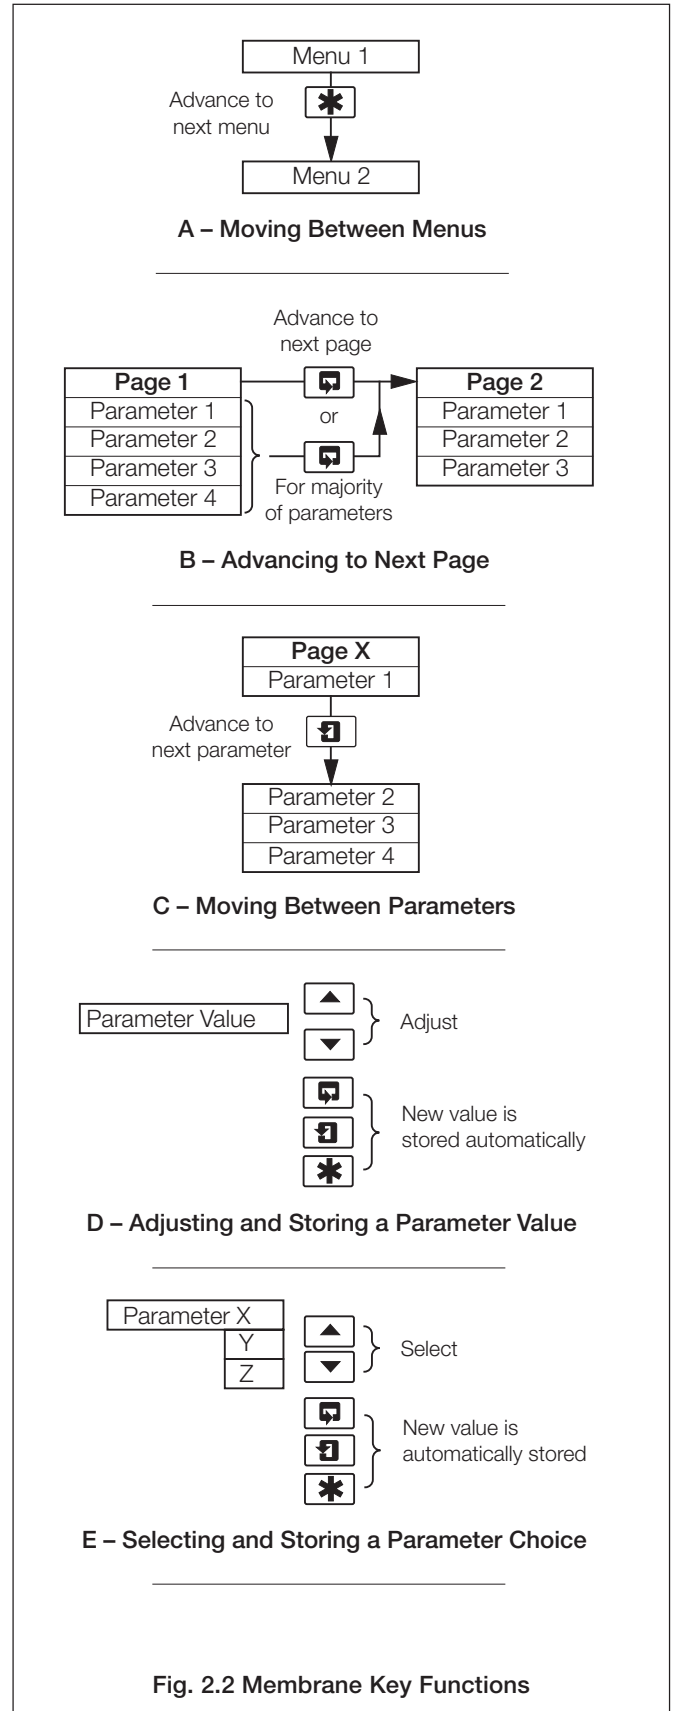 Menu 1
Advance to
next menu
Menu 2
A – Moving Between Menus
Advance to
next page
Page 1
Parameter 1
Parameter 2
Parameter 3
Parameter 4
or
For majority
of parameters
Page 2
Parameter 1
Parameter 2
Parameter 3
B – Advancing to Next Page
Page X
Parameter 1
Advance to
next parameter
Parameter 2
Parameter 3
Parameter 4
C – Moving Between Parameters
Parameter Value
Adjust
New value is
stored automatically
D – Adjusting and Storing a Parameter Value
Parameter X
Y
Z
Select
New value is
automatically stored
E – Selecting and Storing a Parameter Choice
Fig. 2.2 Membrane Key Functions